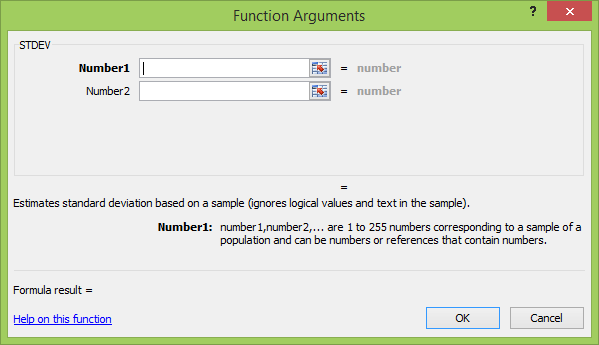 Function Arguments
? ×
STDEV
Number1 = number
Number2 = number
=
Estimates standard deviation based on a sample (ignores logical values and text in the sample).
Number1: number1,number2,... are 1 to 255 numbers corresponding to a sample of a
population and can be numbers or references that contain numbers.
Formula result =
Help on this function
OK Cancel